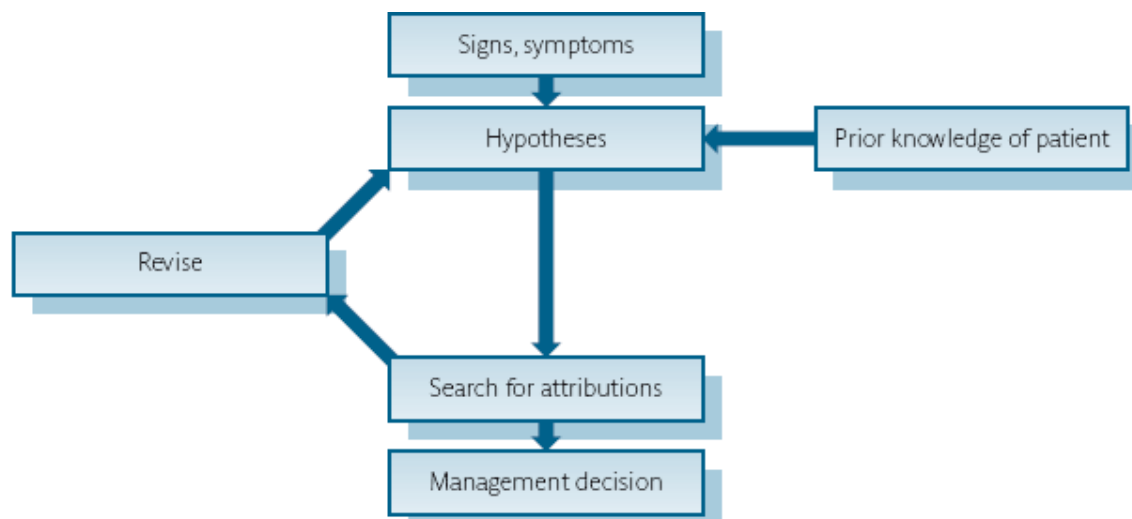 Signs, symptoms
Hypotheses
Prior knowledge of patient
Revise
Search for attributions
Management decision